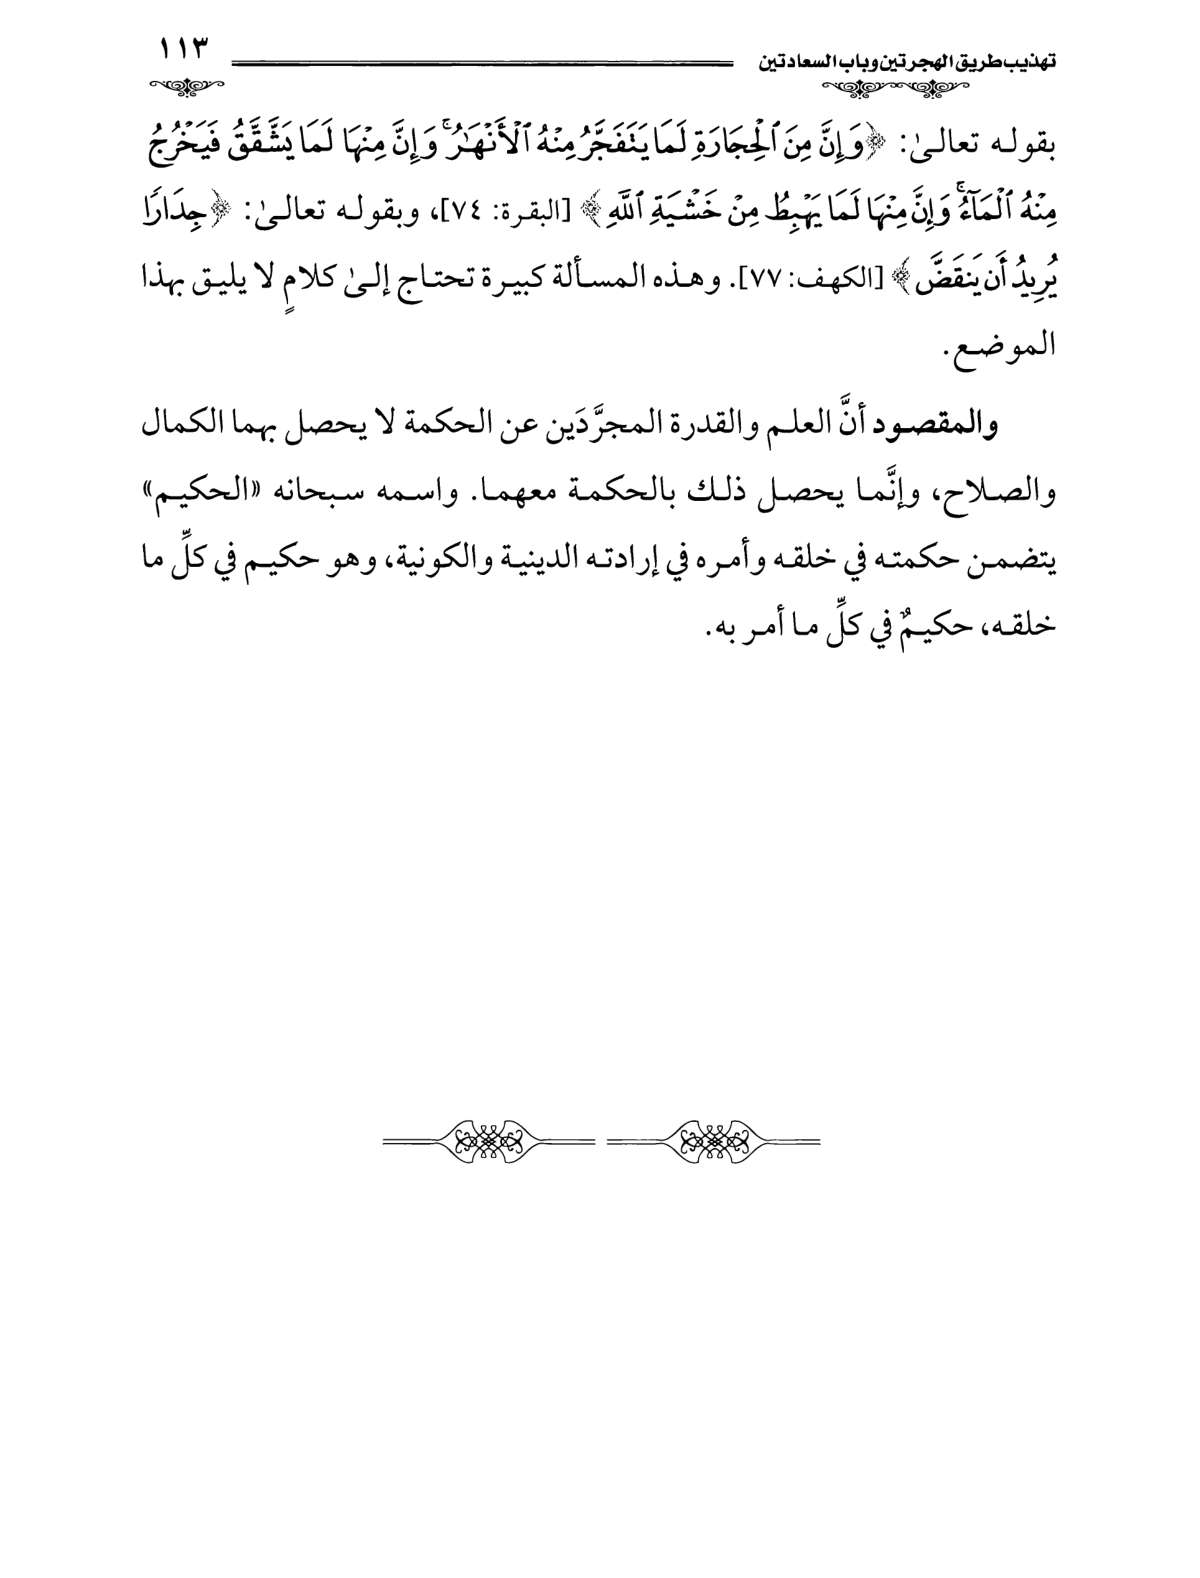 تهذيب طريق الهجرتين وباب السعادتين
١١٣
بقوله تعالىٰ: ﴿وَإِنَّ مِنَ ٱلْحِجَارَةِ لَمَا يَتَفَجَّرُ مِنْهُ ٱلْأَنْهَٰرُ ۚ وَإِنَّ مِنْهَا لَمَا يَشَّقَّقُ فَيَخْرُجُ
مِنْهُ ٱلْمَآءُ ۚ وَإِنَّ مِنْهَا لَمَا يَهْبِطُ مِنْ خَشْيَةِ ٱللَّهِ﴾ [البقرة: ٧٤]، وبقوله تعالىٰ: ﴿جِدَارًا
يُرِيدُ أَن يَنقَضَّ﴾ [الكهف: ٧٧]. وهذه المسألة كبيرة تحتاج إلىٰ كلامٍ لا يليق بهذا
الموضع.
والمقصود أنَّ العلم والقدرة المجرَّدَين عن الحكمة لا يحصل بهما الكمال
والصلاح، وإنَّما يحصل ذلك بالحكمة معهما. واسمه سبحانه «الحكيم»
يتضمن حكمته في خلقه وأمره في إرادته الدينية والكونية، وهو حكيم في كلِّ ما
خلقه، حكيمٌ في كلِّ ما أمر به.